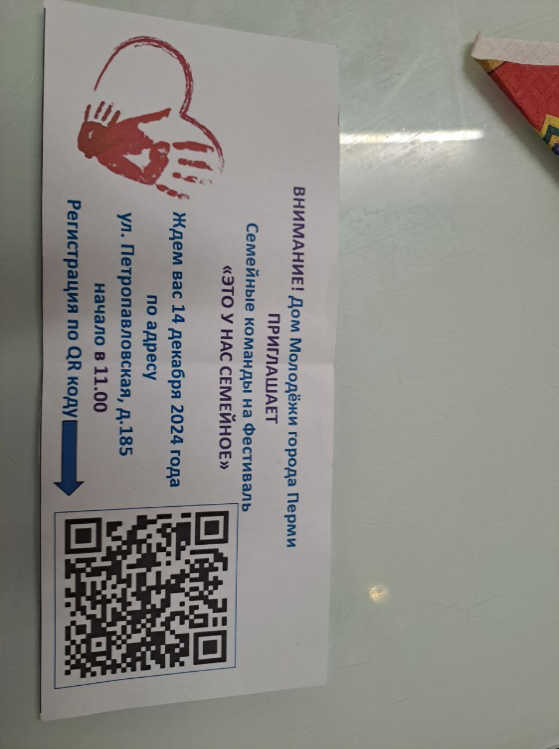 ВНИМАНИЕ! Дом Молодёжи города Перми
ПРИГЛАШАЕТ
Семейные команды на Фестиваль
«ЭТО У НАС СЕМЕЙНОЕ»
Ждем вас 14 декабря 2024 года
по адресу
ул. Петропавловская, д.185
начало в 11.00
Регистрация по QR коду